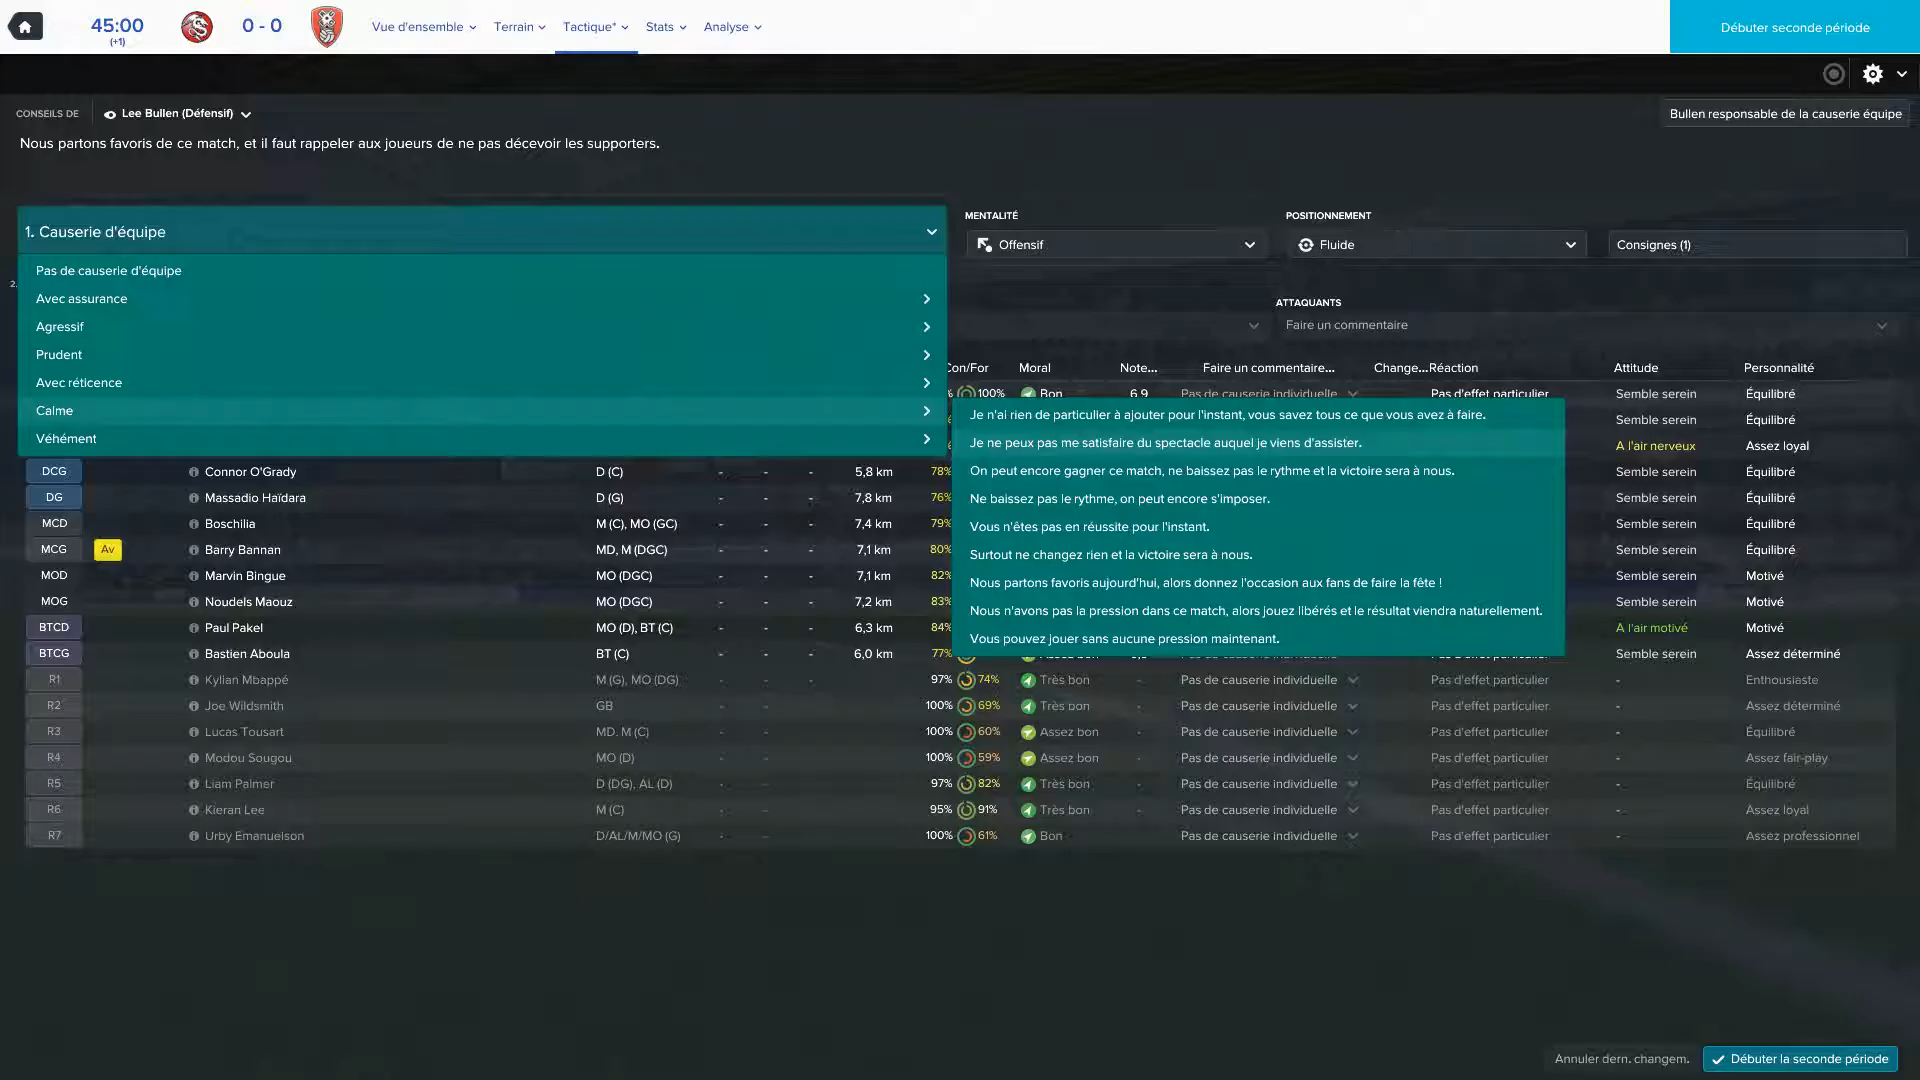 45:00
(+1)
0 - 0
Vue d'ensemble
Terrain
Tactique*
Stats
Analyse
Débuter seconde période
CONSEILS DE
Lee Bullen (Défensif)
Bullen responsable de la causerie équipe
Nous partons favoris de ce match, et il faut rappeler aux joueurs de ne pas décevoir les supporters.
1. Causerie d'équipe
MENTALITÉ
POSITIONNEMENT
Offensif
Fluide
Consignes (1)
Pas de causerie d'équipe
2.
Avec assurance
ATTAQUANTS
Agressif
Faire un commentaire
Prudent
Con/For Moral Note... Faire un commentaire... Change... Réaction Attitude Personnalité
Avec réticence
100% Bon 6,9 Pas de causerie individuelle Pas d'effet particulier Semble serein Équilibré
Calme
Je n'ai rien de particulier à ajouter pour l'instant, vous savez tous ce que vous avez à faire.
Semble serein Équilibré
Véhément
Je ne peux pas me satisfaire du spectacle auquel je viens d'assister.
A l'air nerveux Assez loyal
DCG Connor O'Grady D (C) - - - 5,8 km 78% On peut encore gagner ce match, ne baissez pas le rythme et la victoire sera à nous. Semble serein Équilibré
DG Massadio Haïdara D (G) - - - 7,8 km 76% Ne baissez pas le rythme, on peut encore s'imposer. Semble serein Équilibré
MCD Boschilia M (C), MO (GC) - - - 7,4 km 79% Vous n'êtes pas en réussite pour l'instant. Semble serein Équilibré
MCG Av Barry Bannan MD, M (DGC) - - - 7,1 km 80% Surtout ne changez rien et la victoire sera à nous. Semble serein Équilibré
MOD Marvin Bingue MO (DGC) - - - 7,1 km 82% Nous partons favoris aujourd'hui, alors donnez l'occasion aux fans de faire la fête ! Semble serein Motivé
MOG Noudels Maouz MO (DGC) - - - 7,2 km 83% Nous n'avons pas la pression dans ce match, alors jouez libérés et le résultat viendra naturellement. Semble serein Motivé
BTCD Paul Pakel MO (D), BT (C) - - - 6,3 km 84% Vous pouvez jouer sans aucune pression maintenant. A l'air motivé Motivé
BTCG Bastien Aboula BT (C) - - - 6,0 km 77% Semble serein Assez déterminé
R1 Kylian Mbappé M (G), MO (DG) - - - 97% 74% Très bon - Pas de causerie individuelle Pas d'effet particulier - Enthousiaste
R2 Joe Wildsmith GB - - 100% 69% Très bon - Pas de causerie individuelle Pas d'effet particulier - Assez déterminé
R3 Lucas Tousart MD, M (C) - - 100% 60% Assez bon - Pas de causerie individuelle Pas d'effet particulier - Équilibré
R4 Modou Sougou MO (D) - - 100% 59% Assez bon - Pas de causerie individuelle Pas d'effet particulier - Assez fair-play
R5 Liam Palmer D (DG), AL (D) - - 97% 82% Très bon - Pas de causerie individuelle Pas d'effet particulier - Équilibré
R6 Kieran Lee M (C) - - 95% 91% Très bon - Pas de causerie individuelle Pas d'effet particulier - Assez loyal
R7 Urby Emanuelson D/AL/M/MO (G) - - 100% 61% Bon - Pas de causerie individuelle Pas d'effet particulier - Assez professionnel
Annuler dern. changem.
Débuter la seconde période